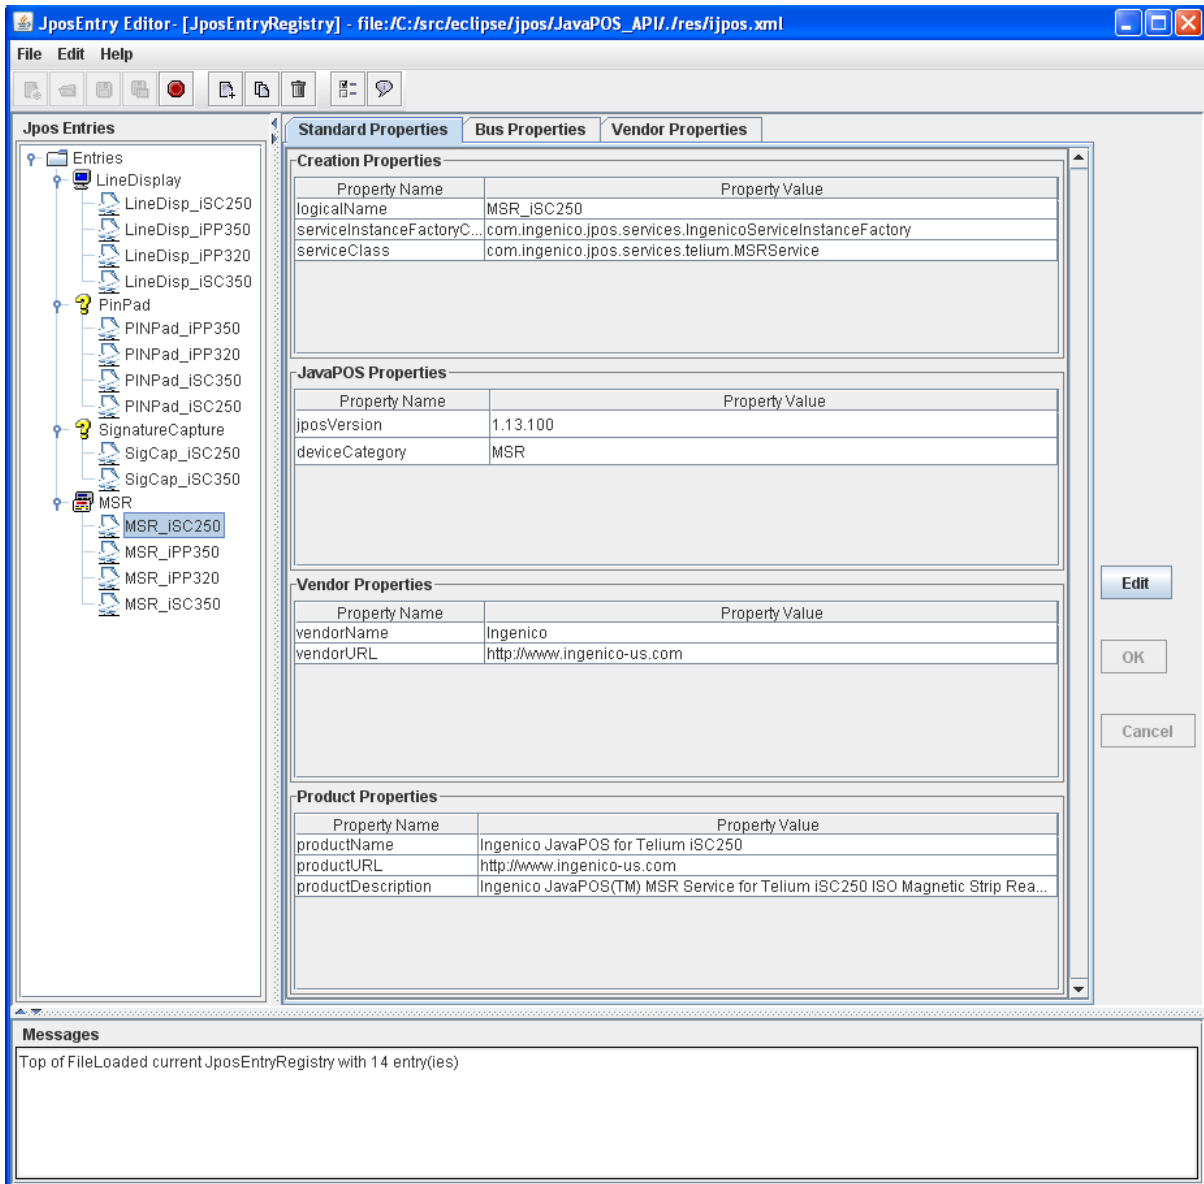 JposEntry Editor- [JposEntryRegistry] - file:/C:/src/eclipse/jpos/JavaPOS_API/./res/ijpos.xml
File Edit Help
Jpos Entries
Entries
LineDisplay
LineDisp_iSC250
LineDisp_iPP350
LineDisp_iPP320
LineDisp_iSC350
PinPad
PINPad_iPP350
PINPad_iPP320
PINPad_iSC350
PINPad_iSC250
SignatureCapture
SigCap_iSC250
SigCap_iSC350
MSR
MSR_iSC250
MSR_iPP350
MSR_iPP320
MSR_iSC350
Standard Properties Bus Properties Vendor Properties
Creation Properties
Property Name Property Value
logicalName MSR_iSC250
serviceInstanceFactoryC... com.ingenico.jpos.services.IngenicoServiceInstanceFactory
serviceClass com.ingenico.jpos.services.telium.MSRService
JavaPOS Properties
Property Name Property Value
jposVersion 1.13.100
deviceCategory MSR
Vendor Properties
Property Name Property Value
vendorName Ingenico
vendorURL http://www.ingenico-us.com
Product Properties
Property Name Property Value
productName Ingenico JavaPOS for Telium iSC250
productURL http://www.ingenico-us.com
productDescription Ingenico JavaPOS(TM) MSR Service for Telium iSC250 ISO Magnetic Strip Rea...
Edit
OK
Cancel
Messages
Top of FileLoaded current JposEntryRegistry with 14 entry(ies)